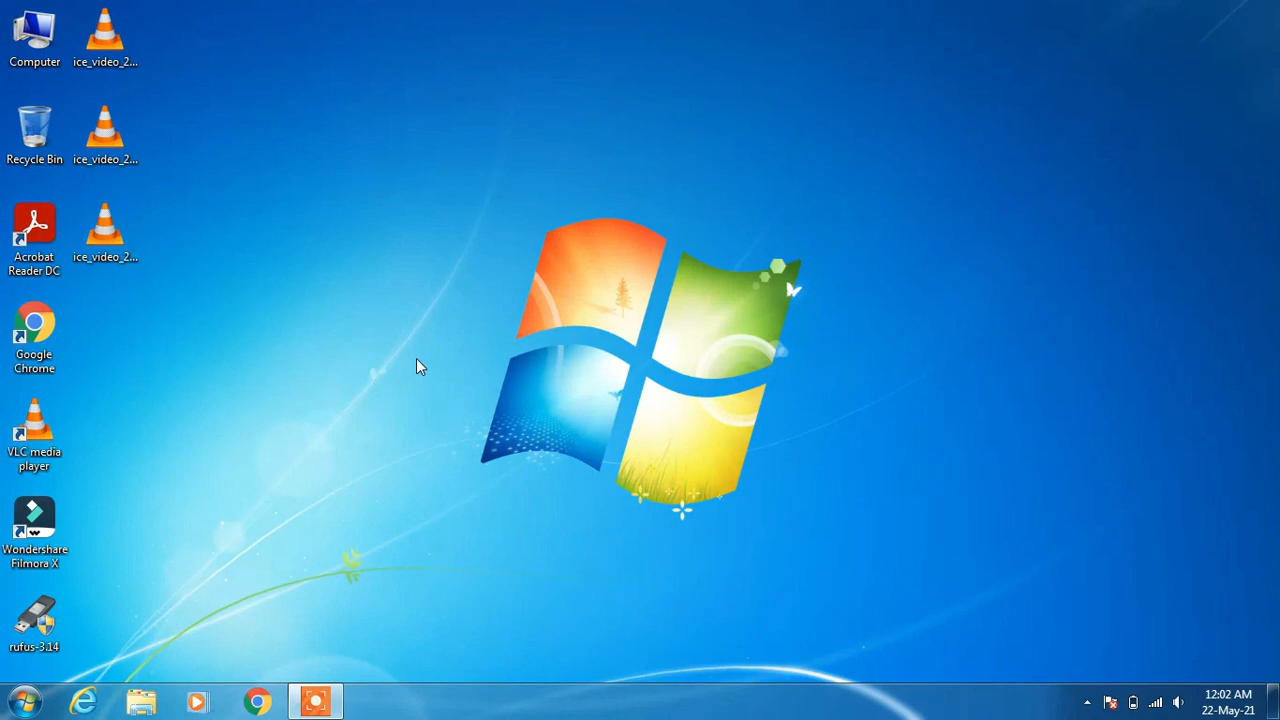 Computer
ice_video_2...
Recycle Bin
ice_video_2...
Acrobat
Reader DC
ice_video_2...
Google
Chrome
VLC media
player
Wondershare
Filmora X
rufus-3.14
12:02 AM
22-May-21